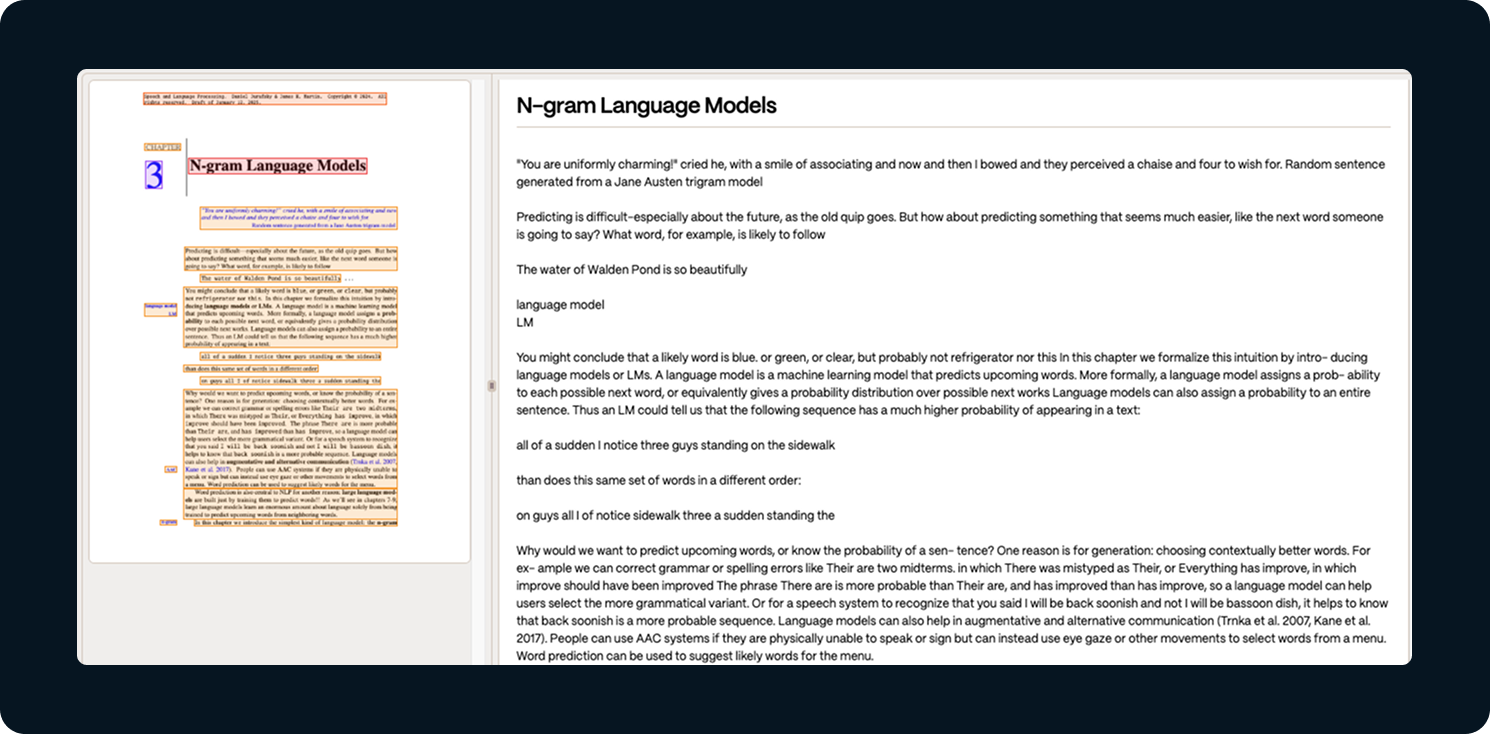 Speech and Language Processing. Daniel Jurafsky & James H. Martin. Copyright © 2024. All
rights reserved. Draft of January 12, 2025.
CHAPTER
3
N-gram Language Models
"You are uniformly charming!" cried he, with a smile of associating and now
and then I bowed and they perceived a chaise and four to wish for.
Random sentence generated from a Jane Austen trigram model
Predicting is difficult—especially about the future, as the old quip goes. But how
about predicting something that seems much easier, like the next word someone is
going to say? What word, for example, is likely to follow
The water of Walden Pond is so beautifully ...
language model
LM
You might conclude that a likely word is blue, or green, or clear, but probably
not refrigerator nor this. In this chapter we formalize this intuition by intro-
ducing language models or LMs. A language model is a machine learning model
that predicts upcoming words. More formally, a language model assigns a prob-
ability to each possible next word, or equivalently gives a probability distribution
over possible next works. Language models can also assign a probability to an entire
sentence. Thus an LM could tell us that the following sequence has a much higher
probability of appearing in a text:
all of a sudden I notice three guys standing on the sidewalk
than does this same set of words in a different order:
on guys all I of notice sidewalk three a sudden standing the
Why would we want to predict upcoming words, or know the probability of a sen-
tence? One reason is for generation: choosing contextually better words. For ex-
ample we can correct grammar or spelling errors like Their are two midterms,
in which There was mistyped as Their, or Everything has improve, in which
improve should have been improved. The phrase There are is more probable
than Their are, and has improved than has improve, so a language model can
help users select the more grammatical variant. Or for a speech system to recognize
that you said I will be back soonish and not I will be bassoon dish, it
helps to know that back soonish is a more probable sequence. Language models
can also help in augmentative and alternative communication (Trnka et al. 2007,
AAC
Kane et al. 2017). People can use AAC systems if they are physically unable to
speak or sign but can instead use eye gaze or other movements to select words from
a menu. Word prediction can be used to suggest likely words for the menu.
Word prediction is also central to NLP for another reason: large language mod-
els are built just by training them to predict words!! As we'll see in chapters 7-9,
large language models learn an enormous amount about language solely from being
trained to predict upcoming words from neighboring words.
n-gram
In this chapter we introduce the simplest kind of language model, the n-gram
N-gram Language Models
"You are uniformly charming!" cried he, with a smile of associating and now and then I bowed and they perceived a chaise and four to wish for. Random sentence
generated from a Jane Austen trigram model
Predicting is difficult-especially about the future, as the old quip goes. But how about predicting something that seems much easier, like the next word someone
is going to say? What word, for example, is likely to follow
The water of Walden Pond is so beautifully
language model
LM
You might conclude that a likely word is blue. or green, or clear, but probably not refrigerator nor this In this chapter we formalize this intuition by intro- ducing
language models or LMs. A language model is a machine learning model that predicts upcoming words. More formally, a language model assigns a prob- ability
to each possible next word, or equivalently gives a probability distribution over possible next works Language models can also assign a probability to an entire
sentence. Thus an LM could tell us that the following sequence has a much higher probability of appearing in a text:
all of a sudden I notice three guys standing on the sidewalk
than does this same set of words in a different order:
on guys all I of notice sidewalk three a sudden standing the
Why would we want to predict upcoming words, or know the probability of a sen- tence? One reason is for generation: choosing contextually better words. For
ex- ample we can correct grammar or spelling errors like Their are two midterms. in which There was mistyped as Their, or Everything has improve, in which
improve should have been improved The phrase There are is more probable than Their are, and has improved than has improve, so a language model can help
users select the more grammatical variant. Or for a speech system to recognize that you said I will be back soonish and not I will be bassoon dish, it helps to know
that back soonish is a more probable sequence. Language models can also help in augmentative and alternative communication (Trnka et al. 2007, Kane et al.
2017). People can use AAC systems if they are physically unable to speak or sign but can instead use eye gaze or other movements to select words from a menu.
Word prediction can be used to suggest likely words for the menu.